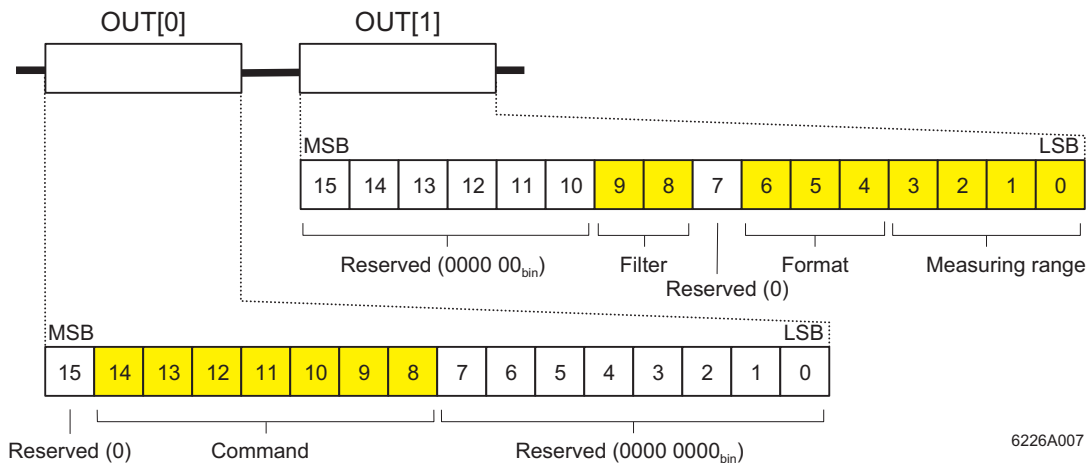 OUT[0] OUT[1]
MSB LSB
15 14 13 12 11 10 9 8 7 6 5 4 3 2 1 0
Reserved (0000 00bin) Filter Format Measuring range
Reserved (0)
MSB LSB
15 14 13 12 11 10 9 8 7 6 5 4 3 2 1 0
Reserved (0) Command Reserved (0000 0000bin)
6226A007